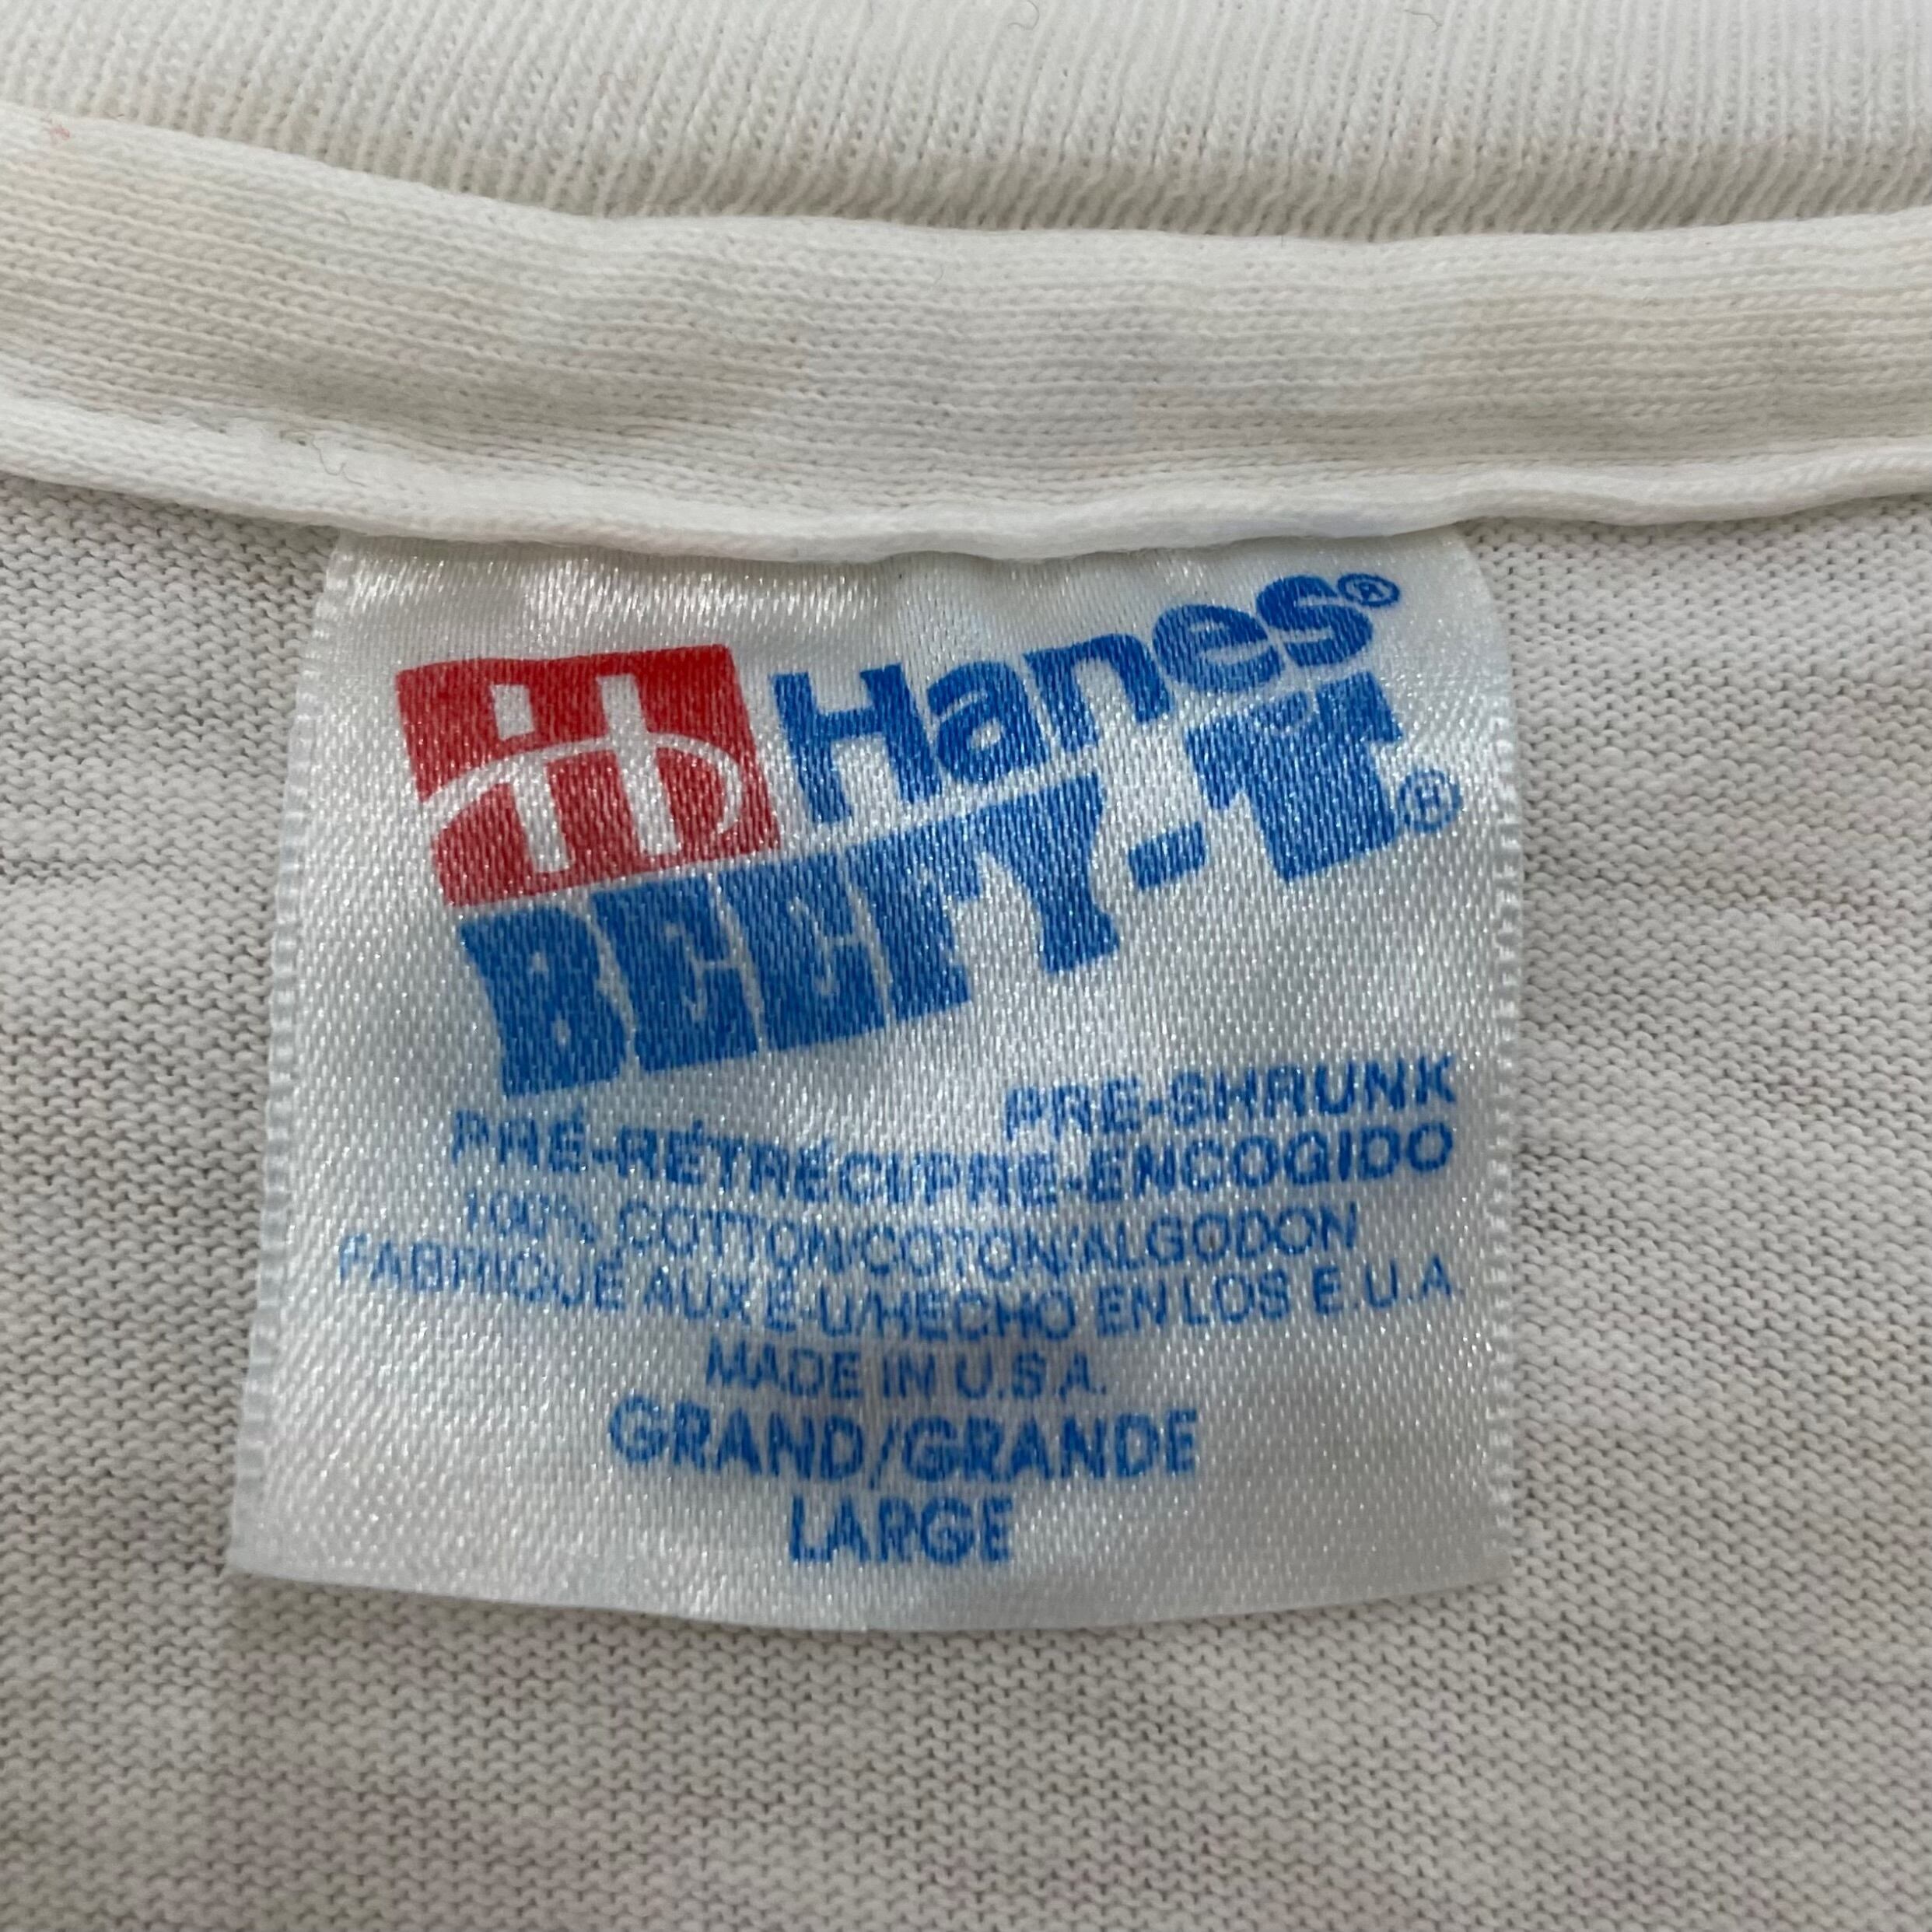 Hanes®
BEEFY-T®
PRE-SHRUNK
PRÉ-RÉTRÉCI/PRE-ENCOGIDO
100% COTTON/COTON/ALGODON
FABRIQUÉ AUX E-U/HECHO EN LOS E.U.A
MADE IN U.S.A.
GRAND/GRANDE
LARGE